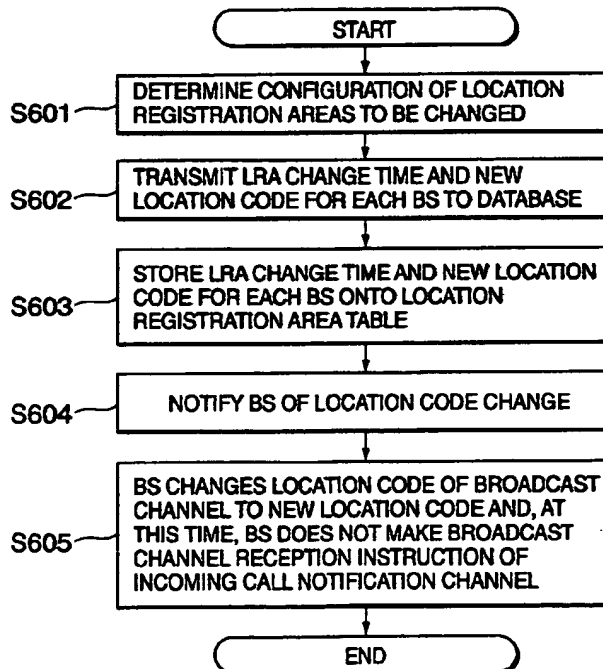 START
S601
DETERMINE CONFIGURATION OF LOCATION
REGISTRATION AREAS TO BE CHANGED
S602
TRANSMIT LRA CHANGE TIME AND NEW
LOCATION CODE FOR EACH BS TO DATABASE
S603
STORE LRA CHANGE TIME AND NEW LOCATION
CODE FOR EACH BS ONTO LOCATION
REGISTRATION AREA TABLE
S604
NOTIFY BS OF LOCATION CODE CHANGE
S605
BS CHANGES LOCATION CODE OF BROADCAST
CHANNEL TO NEW LOCATION CODE AND, AT
THIS TIME, BS DOES NOT MAKE BROADCAST
CHANNEL RECEPTION INSTRUCTION OF
INCOMING CALL NOTIFICATION CHANNEL
END